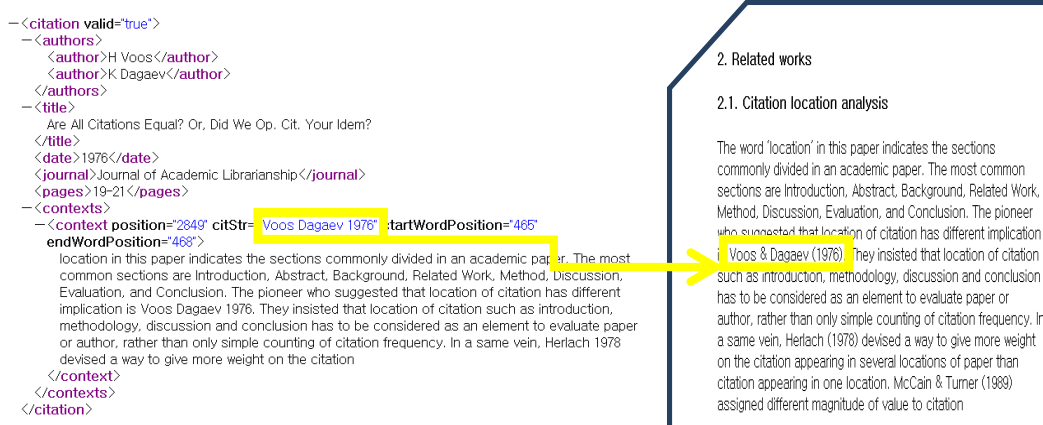 −<citation valid="true">
−<authors>
<author>H Voos</author>
<author>K Dagaev</author>
</authors>
−<title>
Are All Citations Equal? Or, Did We Op. Cit. Your Idem?
</title>
<date>1976</date>
<journal>Journal of Academic Librarianship</journal>
<pages>19-21</pages>
−<contexts>
−<context position="2849" citStr= Voos Dagaev 1976" startWordPosition="465"
endWordPosition="468">
location in this paper indicates the sections commonly divided in an academic paper. The most
common sections are Introduction, Abstract, Background, Related Work, Method, Discussion,
Evaluation, and Conclusion. The pioneer who suggested that location of citation has different
implication is Voos Dagaev 1976. They insisted that location of citation such as introduction,
methodology, discussion and conclusion has to be considered as an element to evaluate paper
or author, rather than only simple counting of citation frequency. In a same vein, Herlach 1978
devised a way to give more weight on the citation
</context>
</contexts>
</citation>
2. Related works
2.1. Citation location analysis
The word 'location' in this paper indicates the sections
commonly divided in an academic paper. The most common
sections are Introduction, Abstract, Background, Related Work,
Method, Discussion, Evaluation, and Conclusion. The pioneer
who suggested that location of citation has different implication
Voos & Dagaev (1976). They insisted that location of citation
such as introduction, methodology, discussion and conclusion
has to be considered as an element to evaluate paper or
author, rather than only simple counting of citation frequency. In
a same vein, Herlach (1978) devised a way to give more weight
on the citation appearing in several locations of paper than
citation appearing in one location. McCain & Turner (1989)
assigned different magnitude of value to citation